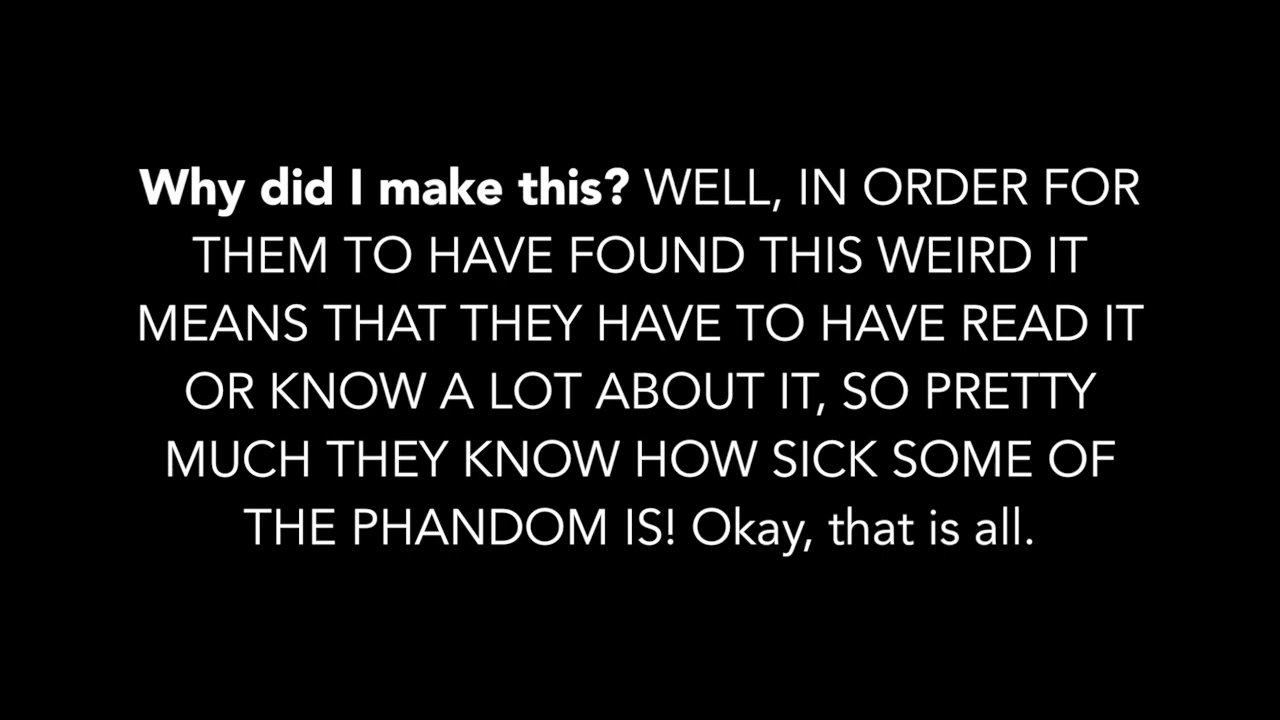 Why did I make this? WELL, IN ORDER FOR
THEM TO HAVE FOUND THIS WEIRD IT
MEANS THAT THEY HAVE TO HAVE READ IT
OR KNOW A LOT ABOUT IT, SO PRETTY
MUCH THEY KNOW HOW SICK SOME OF
THE PHANDOM IS! Okay, that is all.